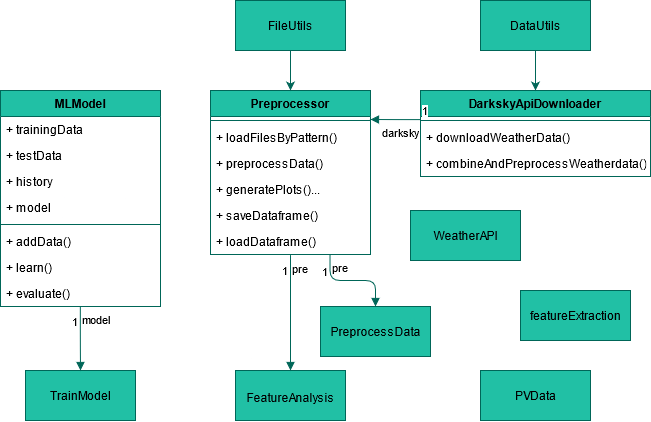 FileUtils
DataUtils
MLModel
+ trainingData
+ testData
+ history
+ model
+ addData()
+ learn()
+ evaluate()
1
model
TrainModel
Preprocessor
+ loadFilesByPattern()
+ preprocessData()
+ generatePlots()...
+ saveDataframe()
+ loadDataframe()
1
darksky
DarkskyApiDownloader
+ downloadWeatherData()
+ combineAndPreprocessWeatherdata()
1 pre
1 pre
PreprocessData
FeatureAnalysis
WeatherAPI
featureExtraction
PVData